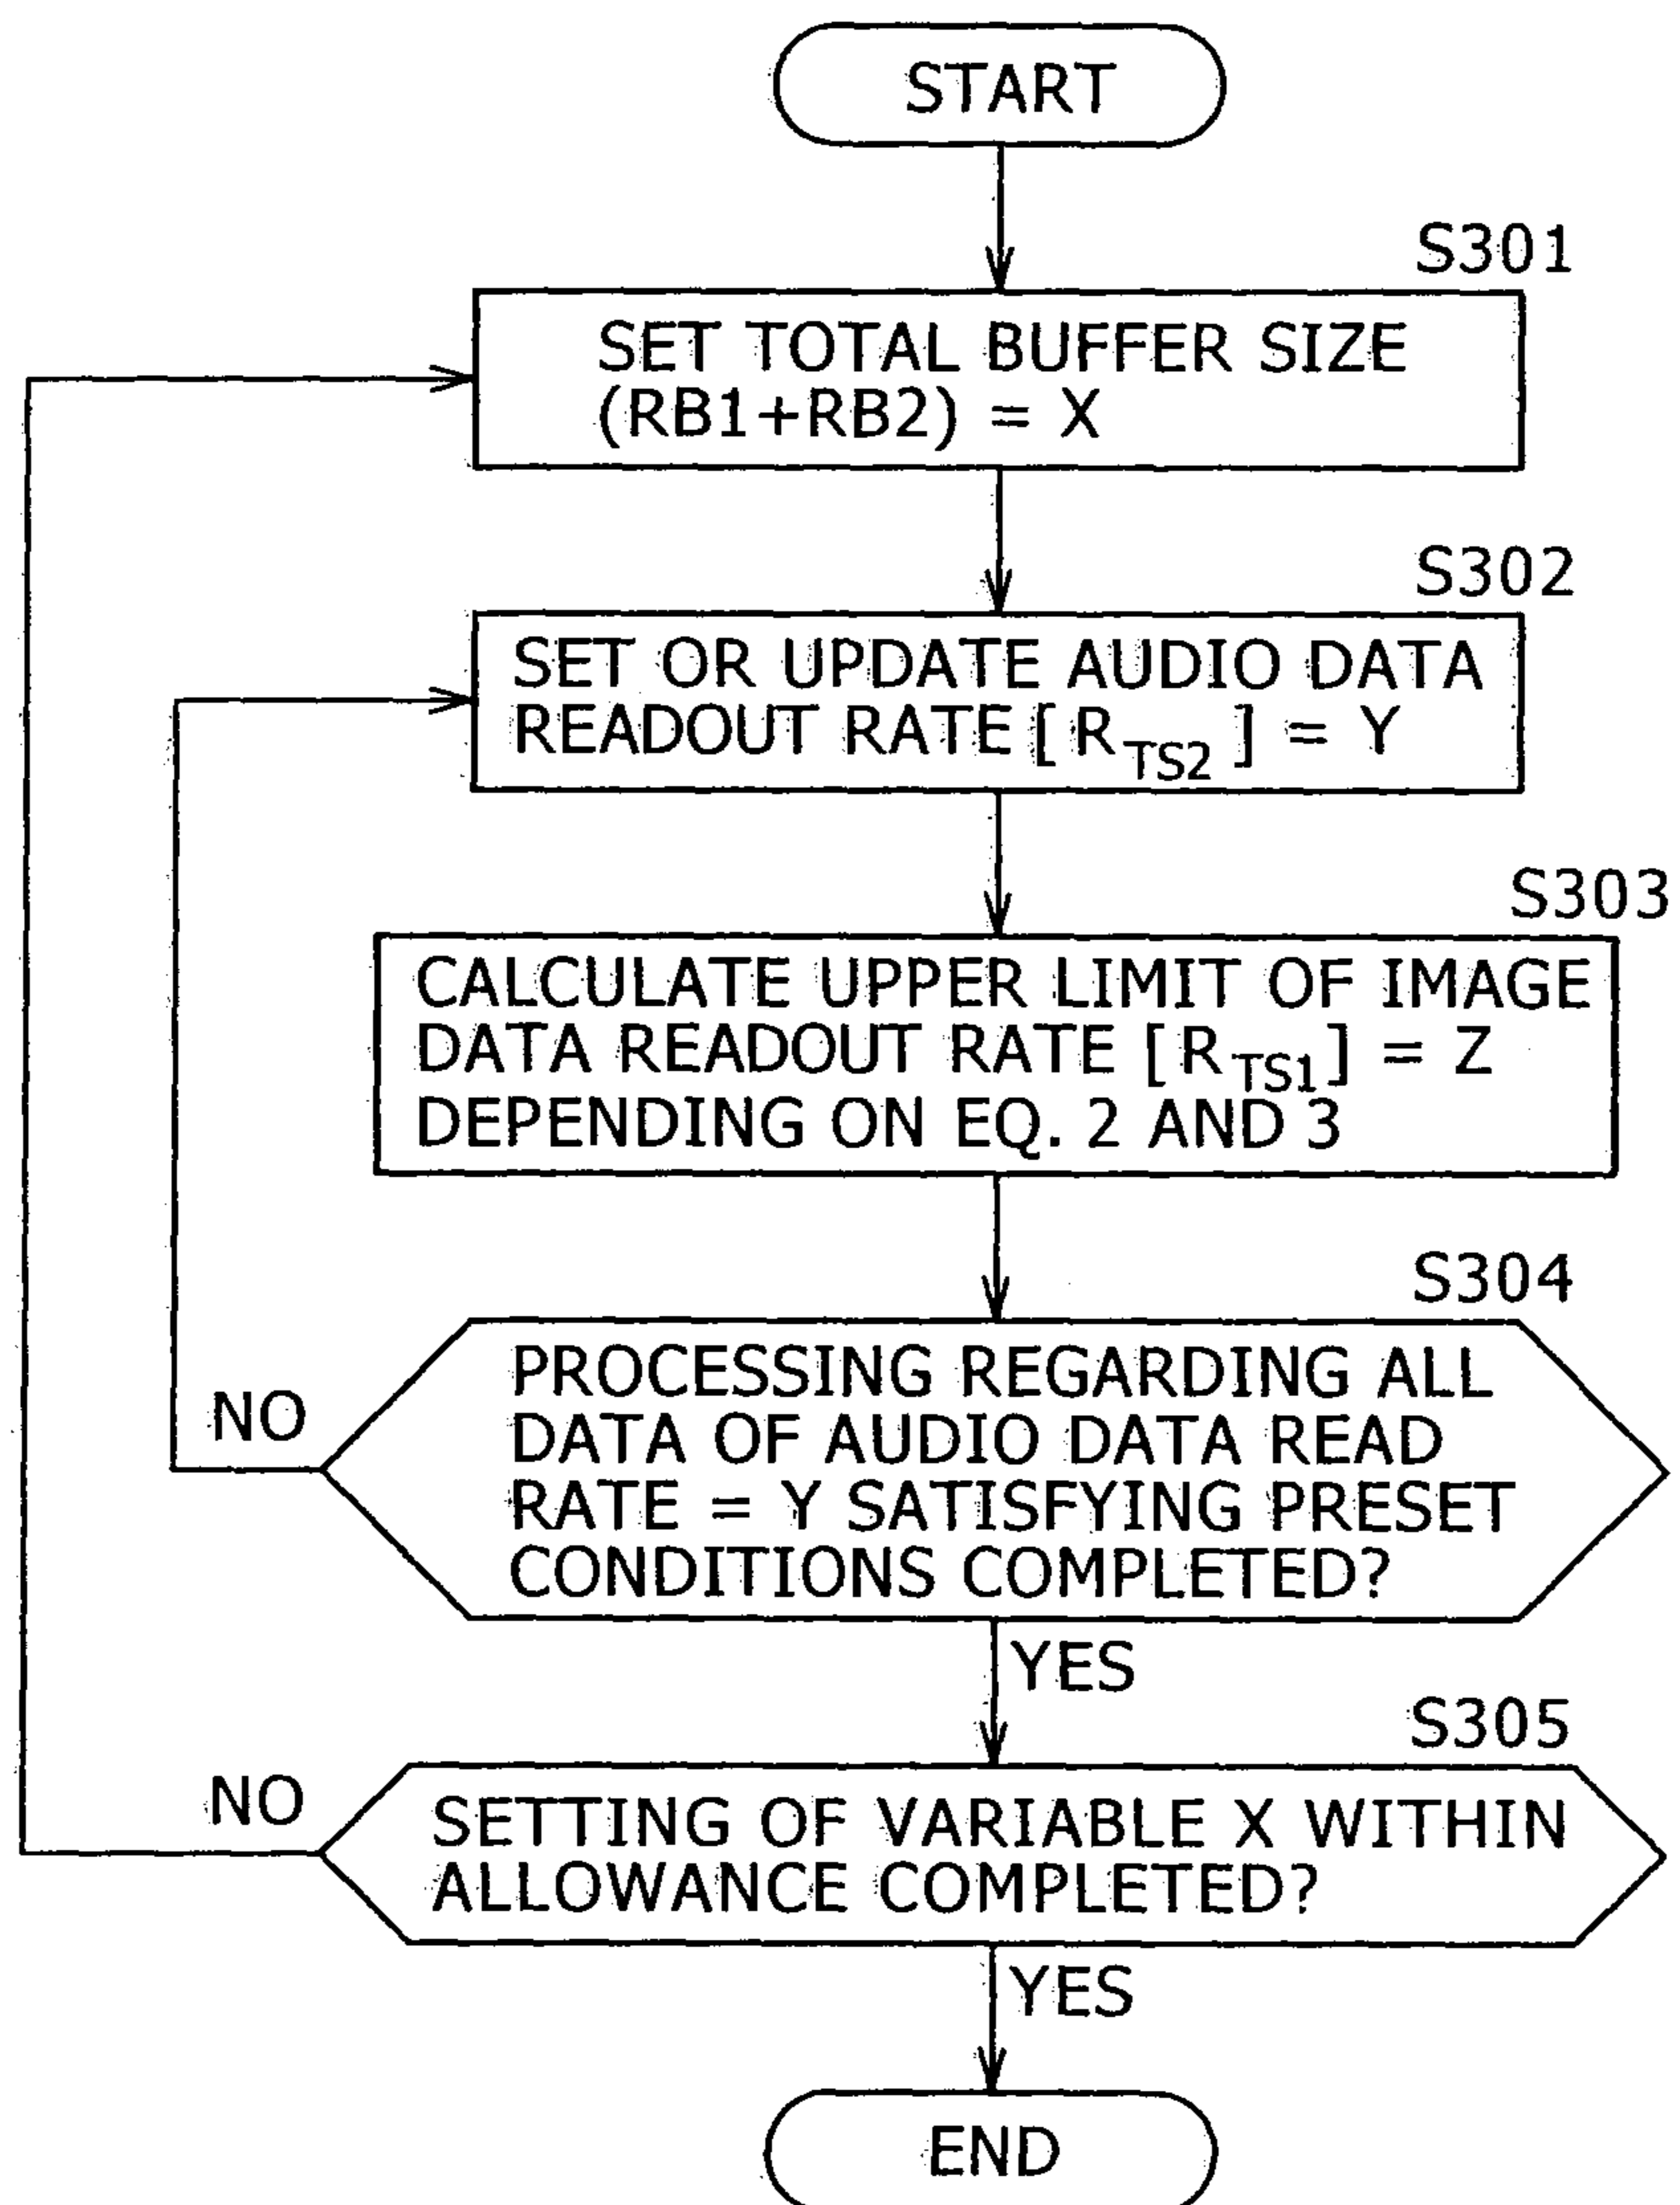 START
S301
SET TOTAL BUFFER SIZE
(RB1+RB2) = X
S302
SET OR UPDATE AUDIO DATA
READOUT RATE [ R_TS2 ] = Y
S303
CALCULATE UPPER LIMIT OF IMAGE
DATA READOUT RATE [ R_TS1 ] = Z
DEPENDING ON EQ. 2 AND 3
S304
PROCESSING REGARDING ALL
DATA OF AUDIO DATA READ
RATE = Y SATISFYING PRESET
CONDITIONS COMPLETED?
NO
YES
S305
SETTING OF VARIABLE X WITHIN
ALLOWANCE COMPLETED?
NO
YES
END